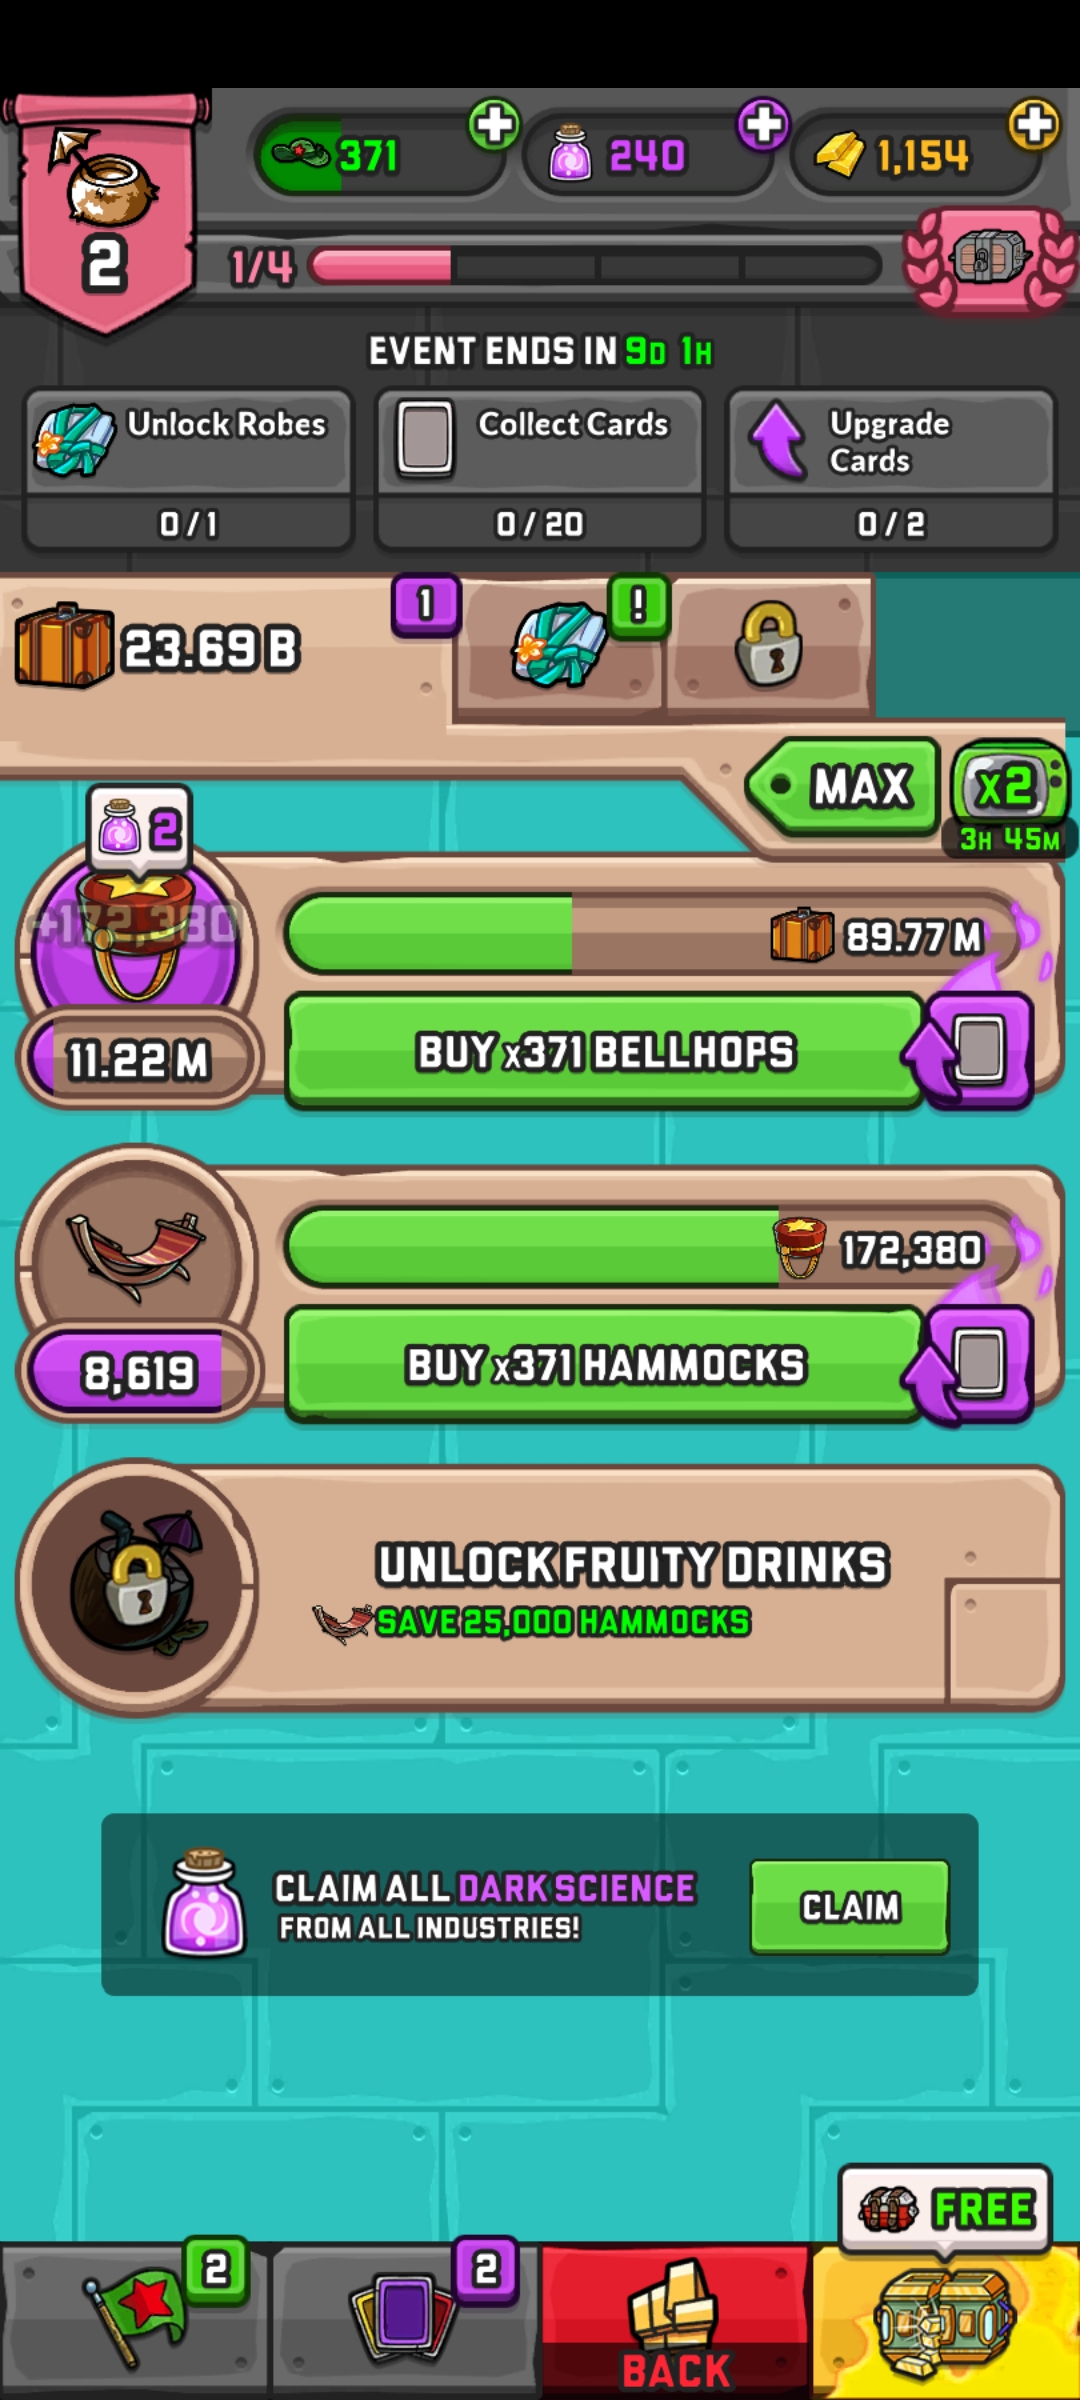 371
240
1,154
2
1/4
EVENT ENDS IN 9D 1H
Unlock Robes
0/1
Collect Cards
0/20
Upgrade
Cards
0/2
23.69 B
1
!
MAX
x2
3H 45M
2
+172,380
89.77 M
11.22 M
BUY x371 BELLHOPS
172,380
8,619
BUY x371 HAMMOCKS
UNLOCK FRUITY DRINKS
SAVE 25,000 HAMMOCKS
CLAIM ALL DARK SCIENCE
FROM ALL INDUSTRIES!
CLAIM
FREE
2
2
BACK